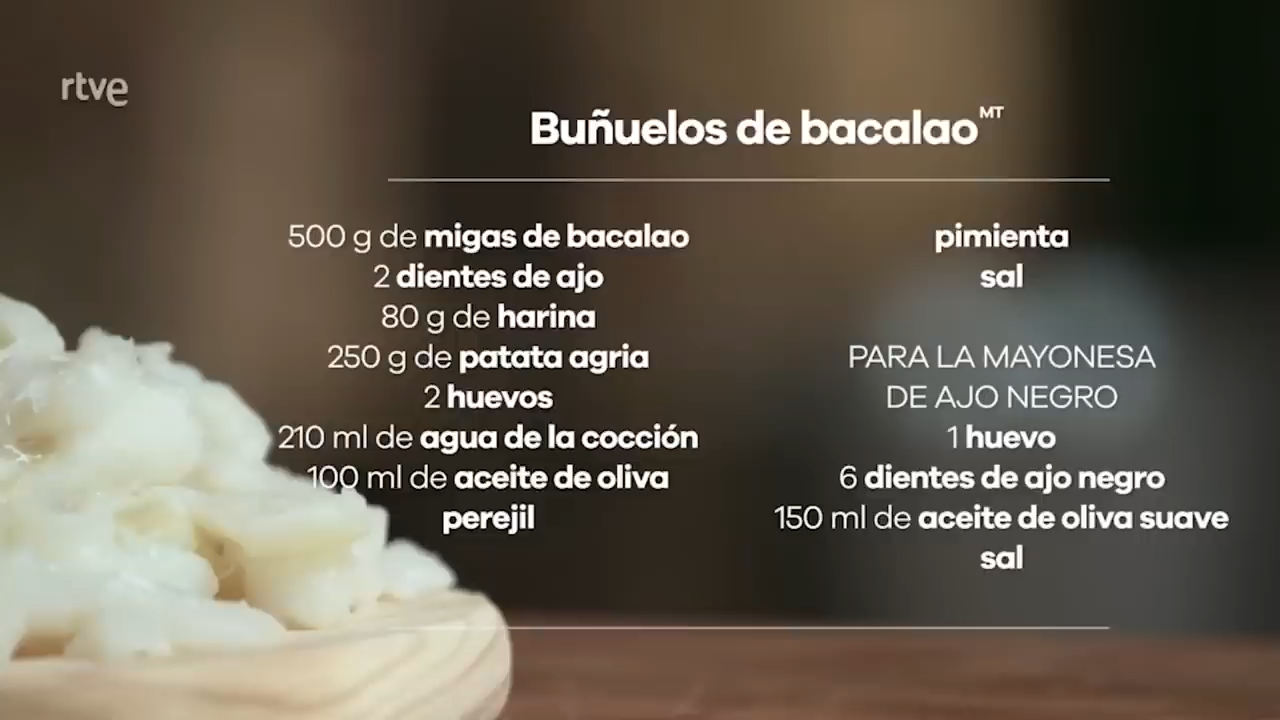 rtve
Buñuelos de bacalao MT
500 g de migas de bacalao
2 dientes de ajo
80 g de harina
250 g de patata agria
2 huevos
210 ml de agua de la cocción
100 ml de aceite de oliva
perejil
pimienta
sal
PARA LA MAYONESA
DE AJO NEGRO
1 huevo
6 dientes de ajo negro
150 ml de aceite de oliva suave
sal